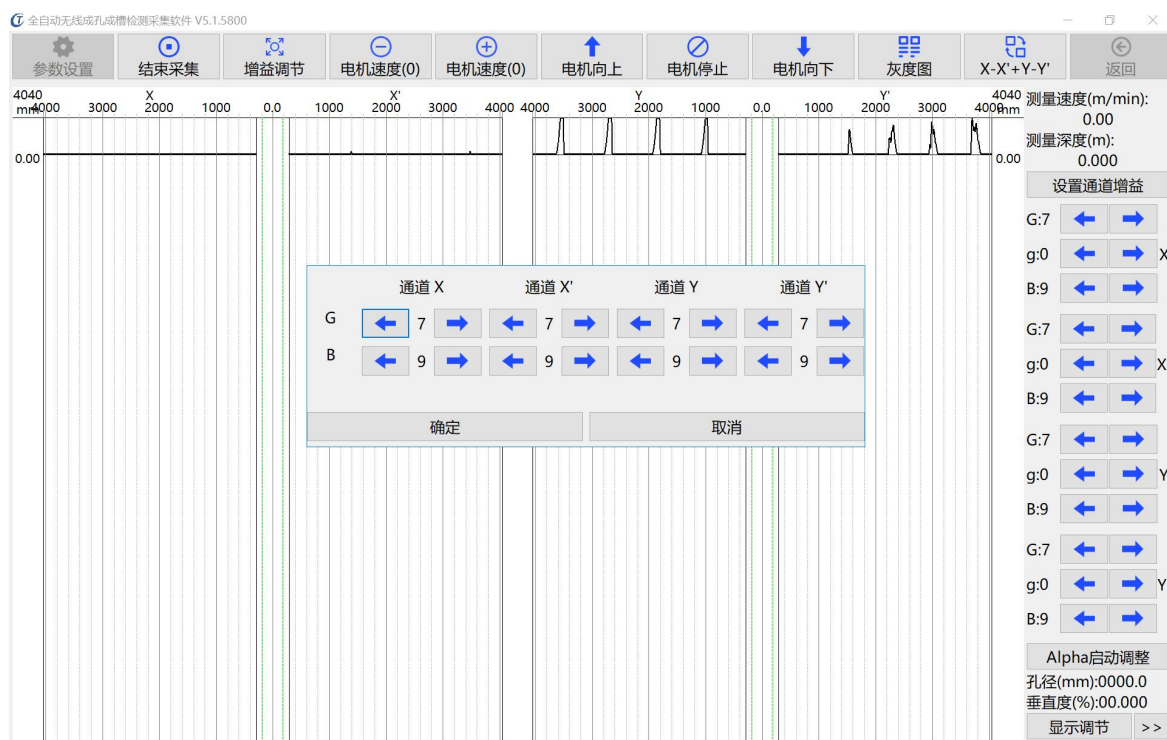 全自动无线成孔成槽检测采集软件 V5.1.5800
参数设置 结束采集 增益调节 电机速度(0) 电机速度(0) 电机向上 电机停止 电机向下 灰度图 X-X'+Y-Y' 返回
4040 X X' Y Y' 4040
mm 4000 3000 2000 1000 0.0 1000 2000 3000 4000 4000 3000 2000 1000 0.0 1000 2000 3000 4000 mm
0.00 0.00
测量速度(m/min):
0.00
测量深度(m):
0.000
设置通道增益
G:7
g:0 X
B:9
G:7
g:0 X
B:9
G:7
g:0 Y
B:9
G:7
g:0 Y
B:9
Alpha启动调整
孔径(mm):0000.0
垂直度(%):00.000
显示调节 >>
通道 X 通道 X' 通道 Y 通道 Y'
G 7 7 7 7
B 9 9 9 9
确定 取消